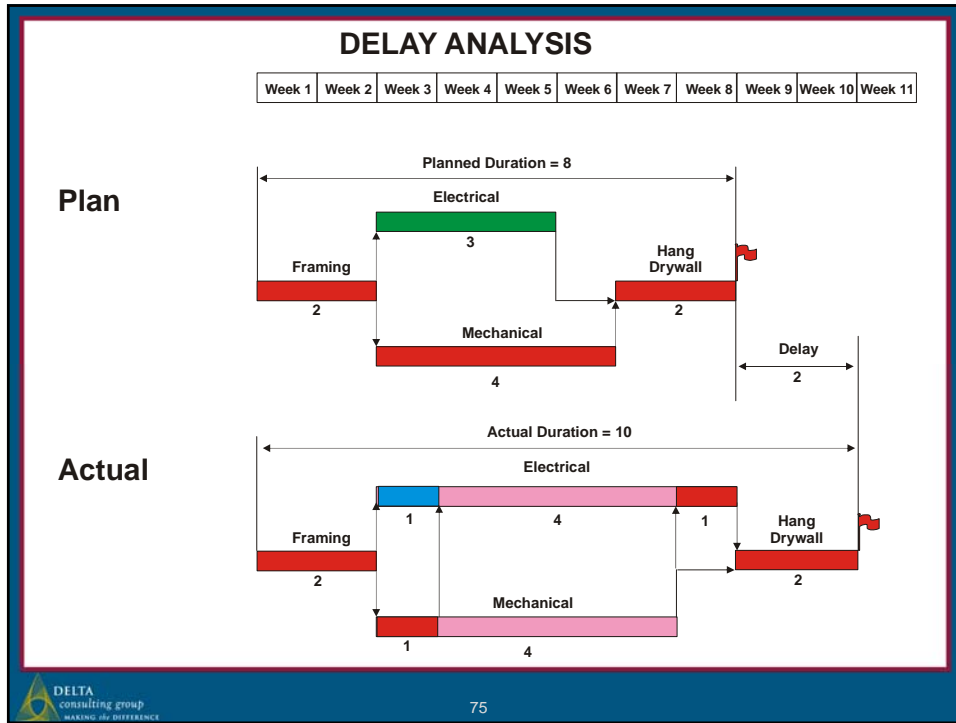 DELAY ANALYSIS
Week 1 Week 2 Week 3 Week 4 Week 5 Week 6 Week 7 Week 8 Week 9 Week 10 Week 11
Planned Duration = 8
Plan
Electrical
3
Framing
2
Hang
Drywall
2
Mechanical
4
Delay
2
Actual Duration = 10
Actual
Electrical
1 4 1
Framing
2
Hang
Drywall
2
Mechanical
1 4
DELTA
consulting group
MAKING the DIFFERENCE
75